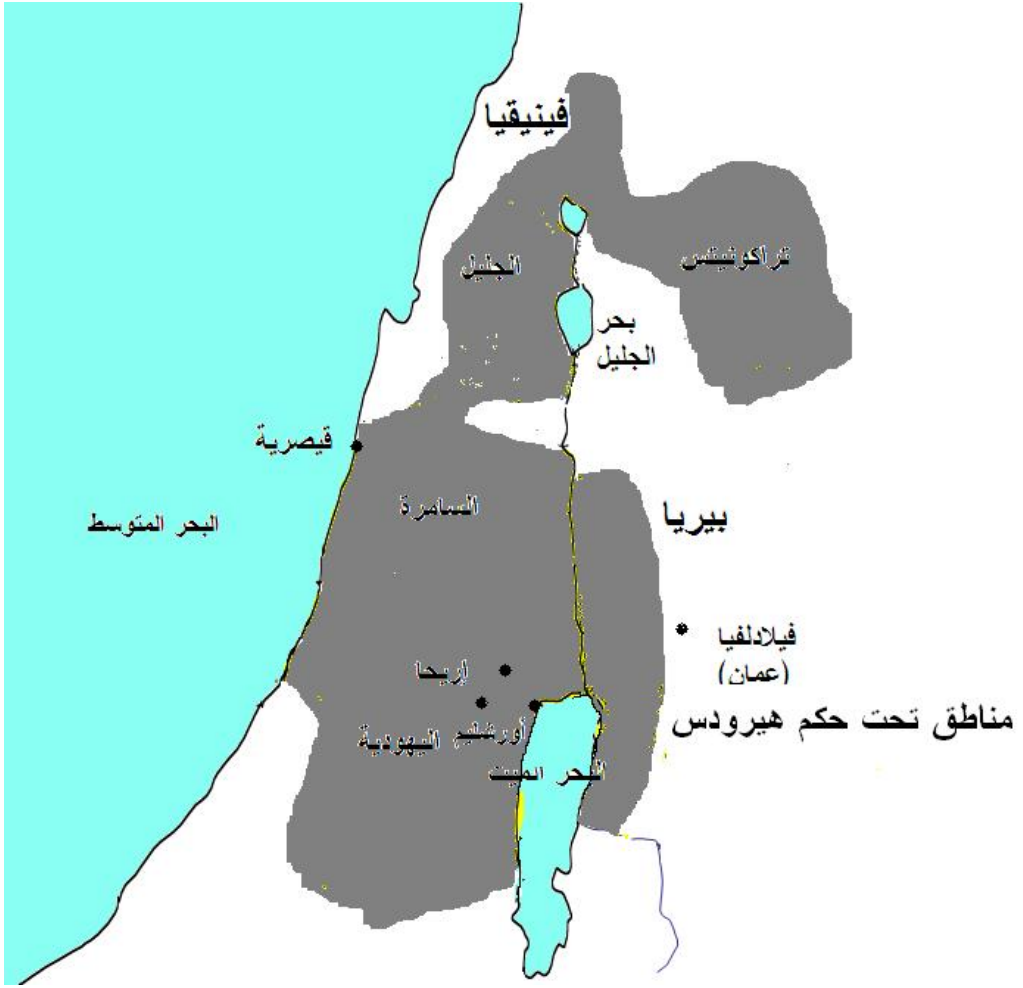 فينيقيا
تراكونيتس
الجليل
بحر
الجليل
قيصرية
السامرة
بيريا
البحر المتوسط
فيلادلفيا
(عمان)
إريحا
مناطق تحت حكم هيرودس
أورشليم
اليهودية
البحر الميت